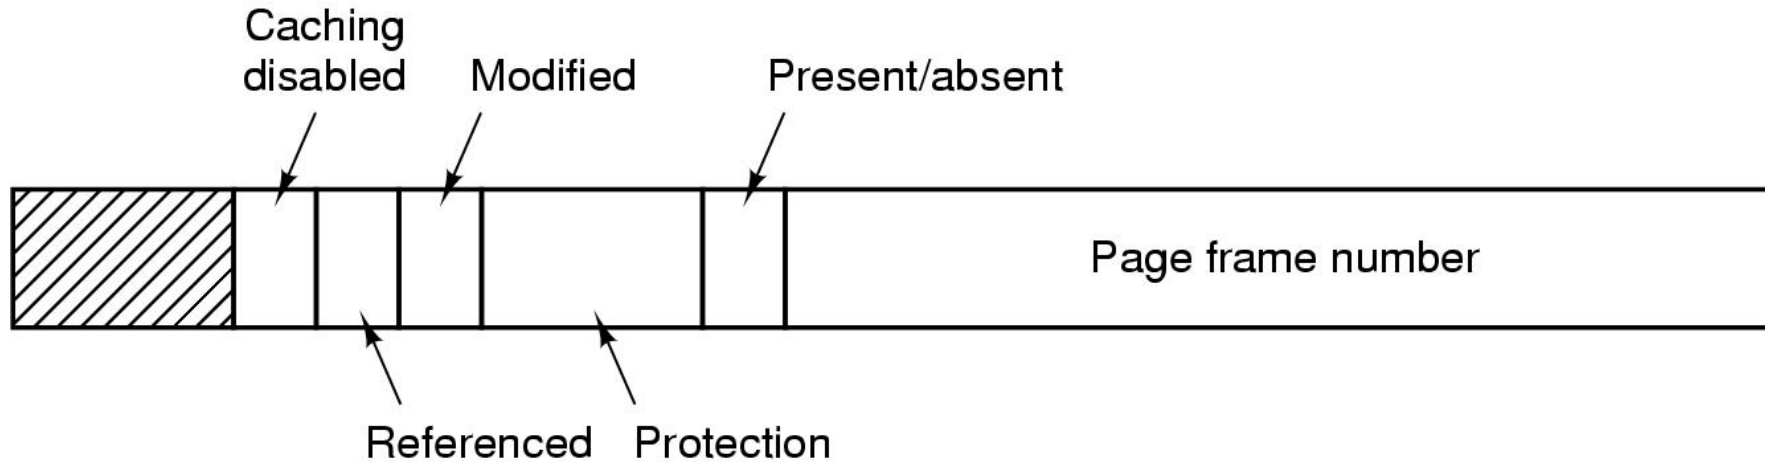 Caching
disabled
Modified
Present/absent
Page frame number
Referenced
Protection